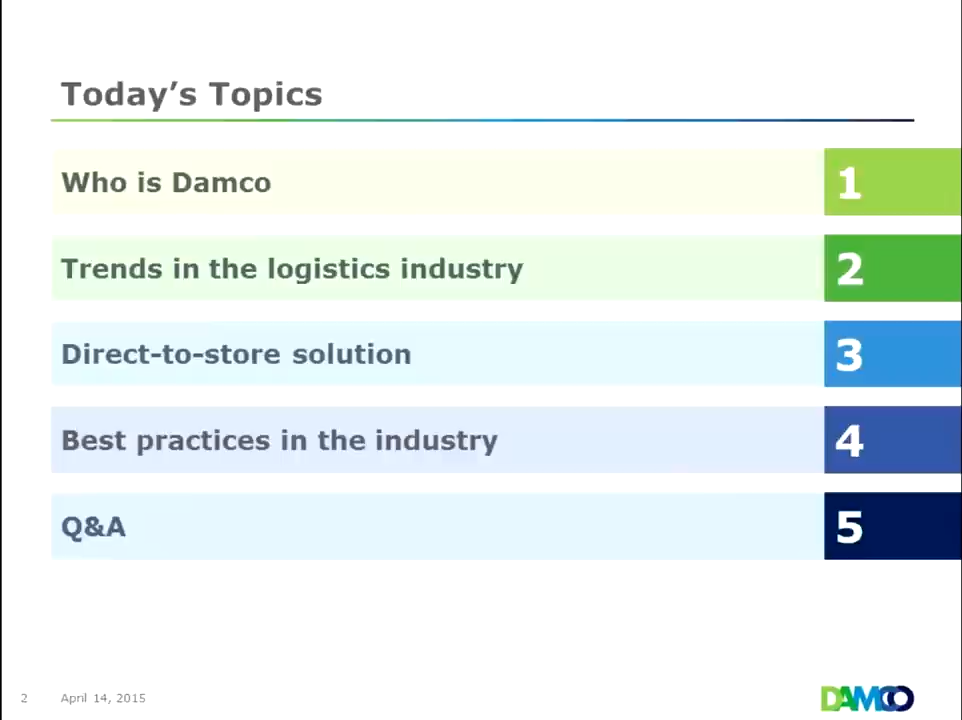 Today's Topics
Who is Damco 1
Trends in the logistics industry 2
Direct-to-store solution 3
Best practices in the industry 4
Q&A 5
2 April 14, 2015 DAMCO